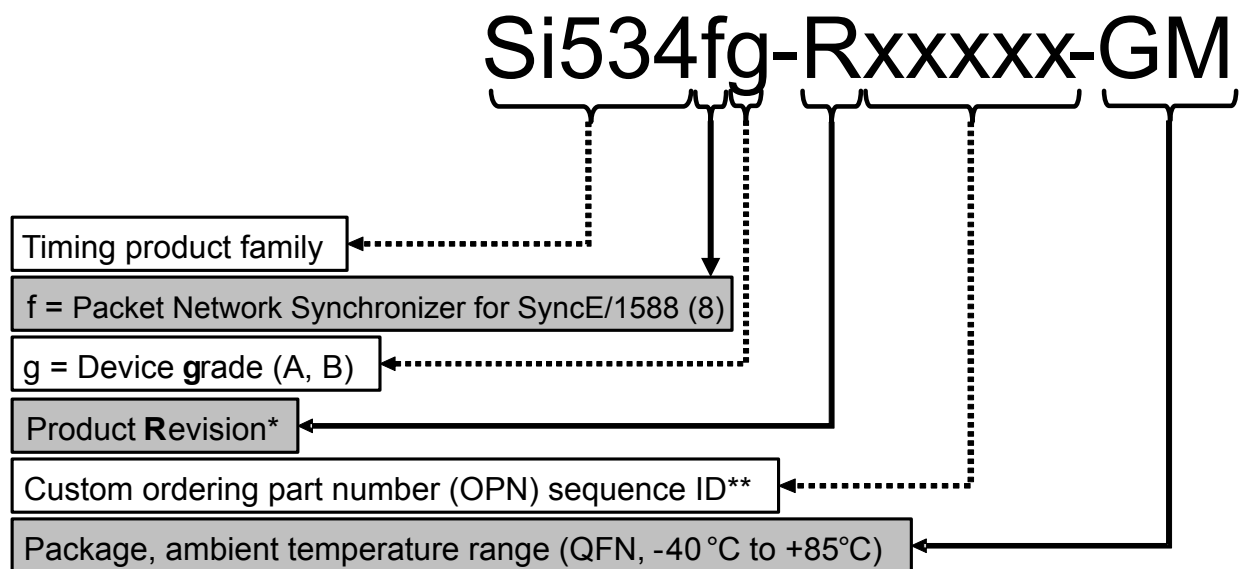 Si534fg-Rxxxxx-GM
Timing product family
f = Packet Network Synchronizer for SyncE/1588 (8)
g = Device grade (A, B)
Product Revision*
Custom ordering part number (OPN) sequence ID**
Package, ambient temperature range (QFN, -40 °C to +85°C)